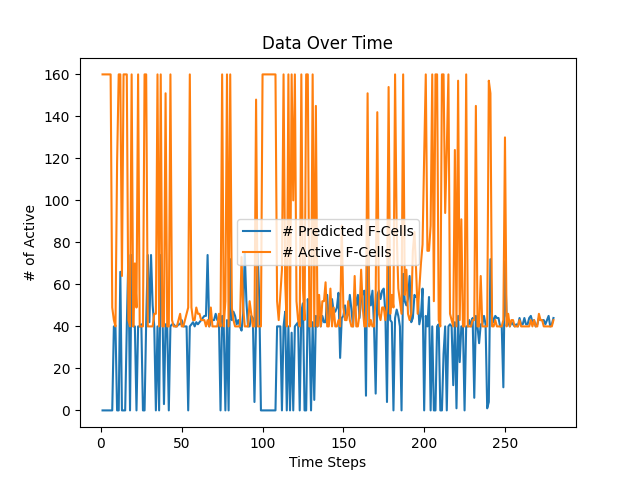 Data Over Time
160
140
120
100
80
60
40
20
0
# of Active
# Predicted F-Cells
# Active F-Cells
0 50 100 150 200 250
Time Steps